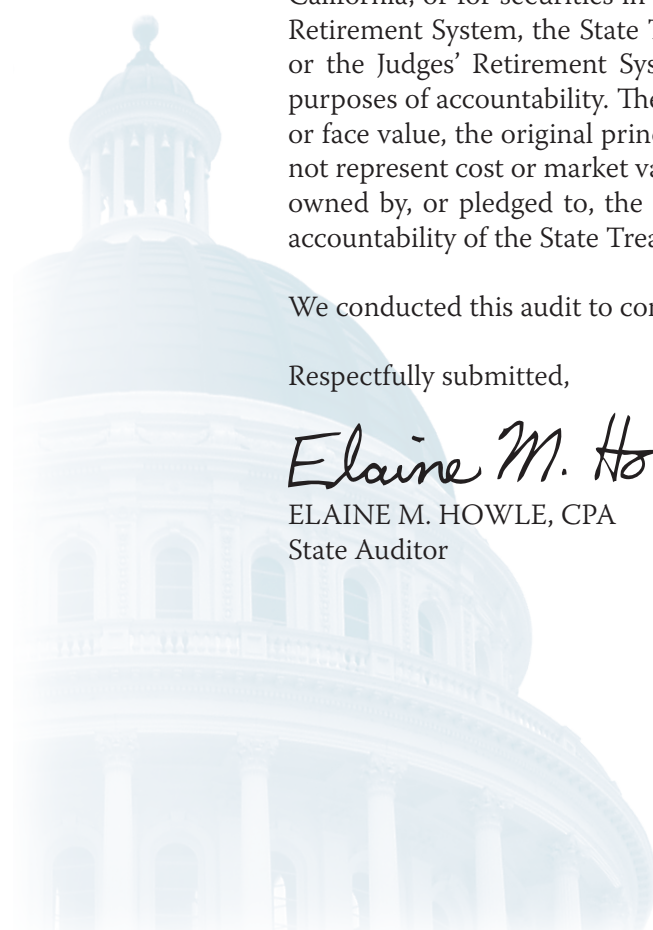 California, or for securities in
Retirement System, the State
or the Judges’ Retirement Sys
purposes of accountability. The
or face value, the original prin
not represent cost or market va
owned by, or pledged to, the
accountability of the State Trea
We conducted this audit to con
Respectfully submitted,
Elaine M. Ho
ELAINE M. HOWLE, CPA
State Auditor